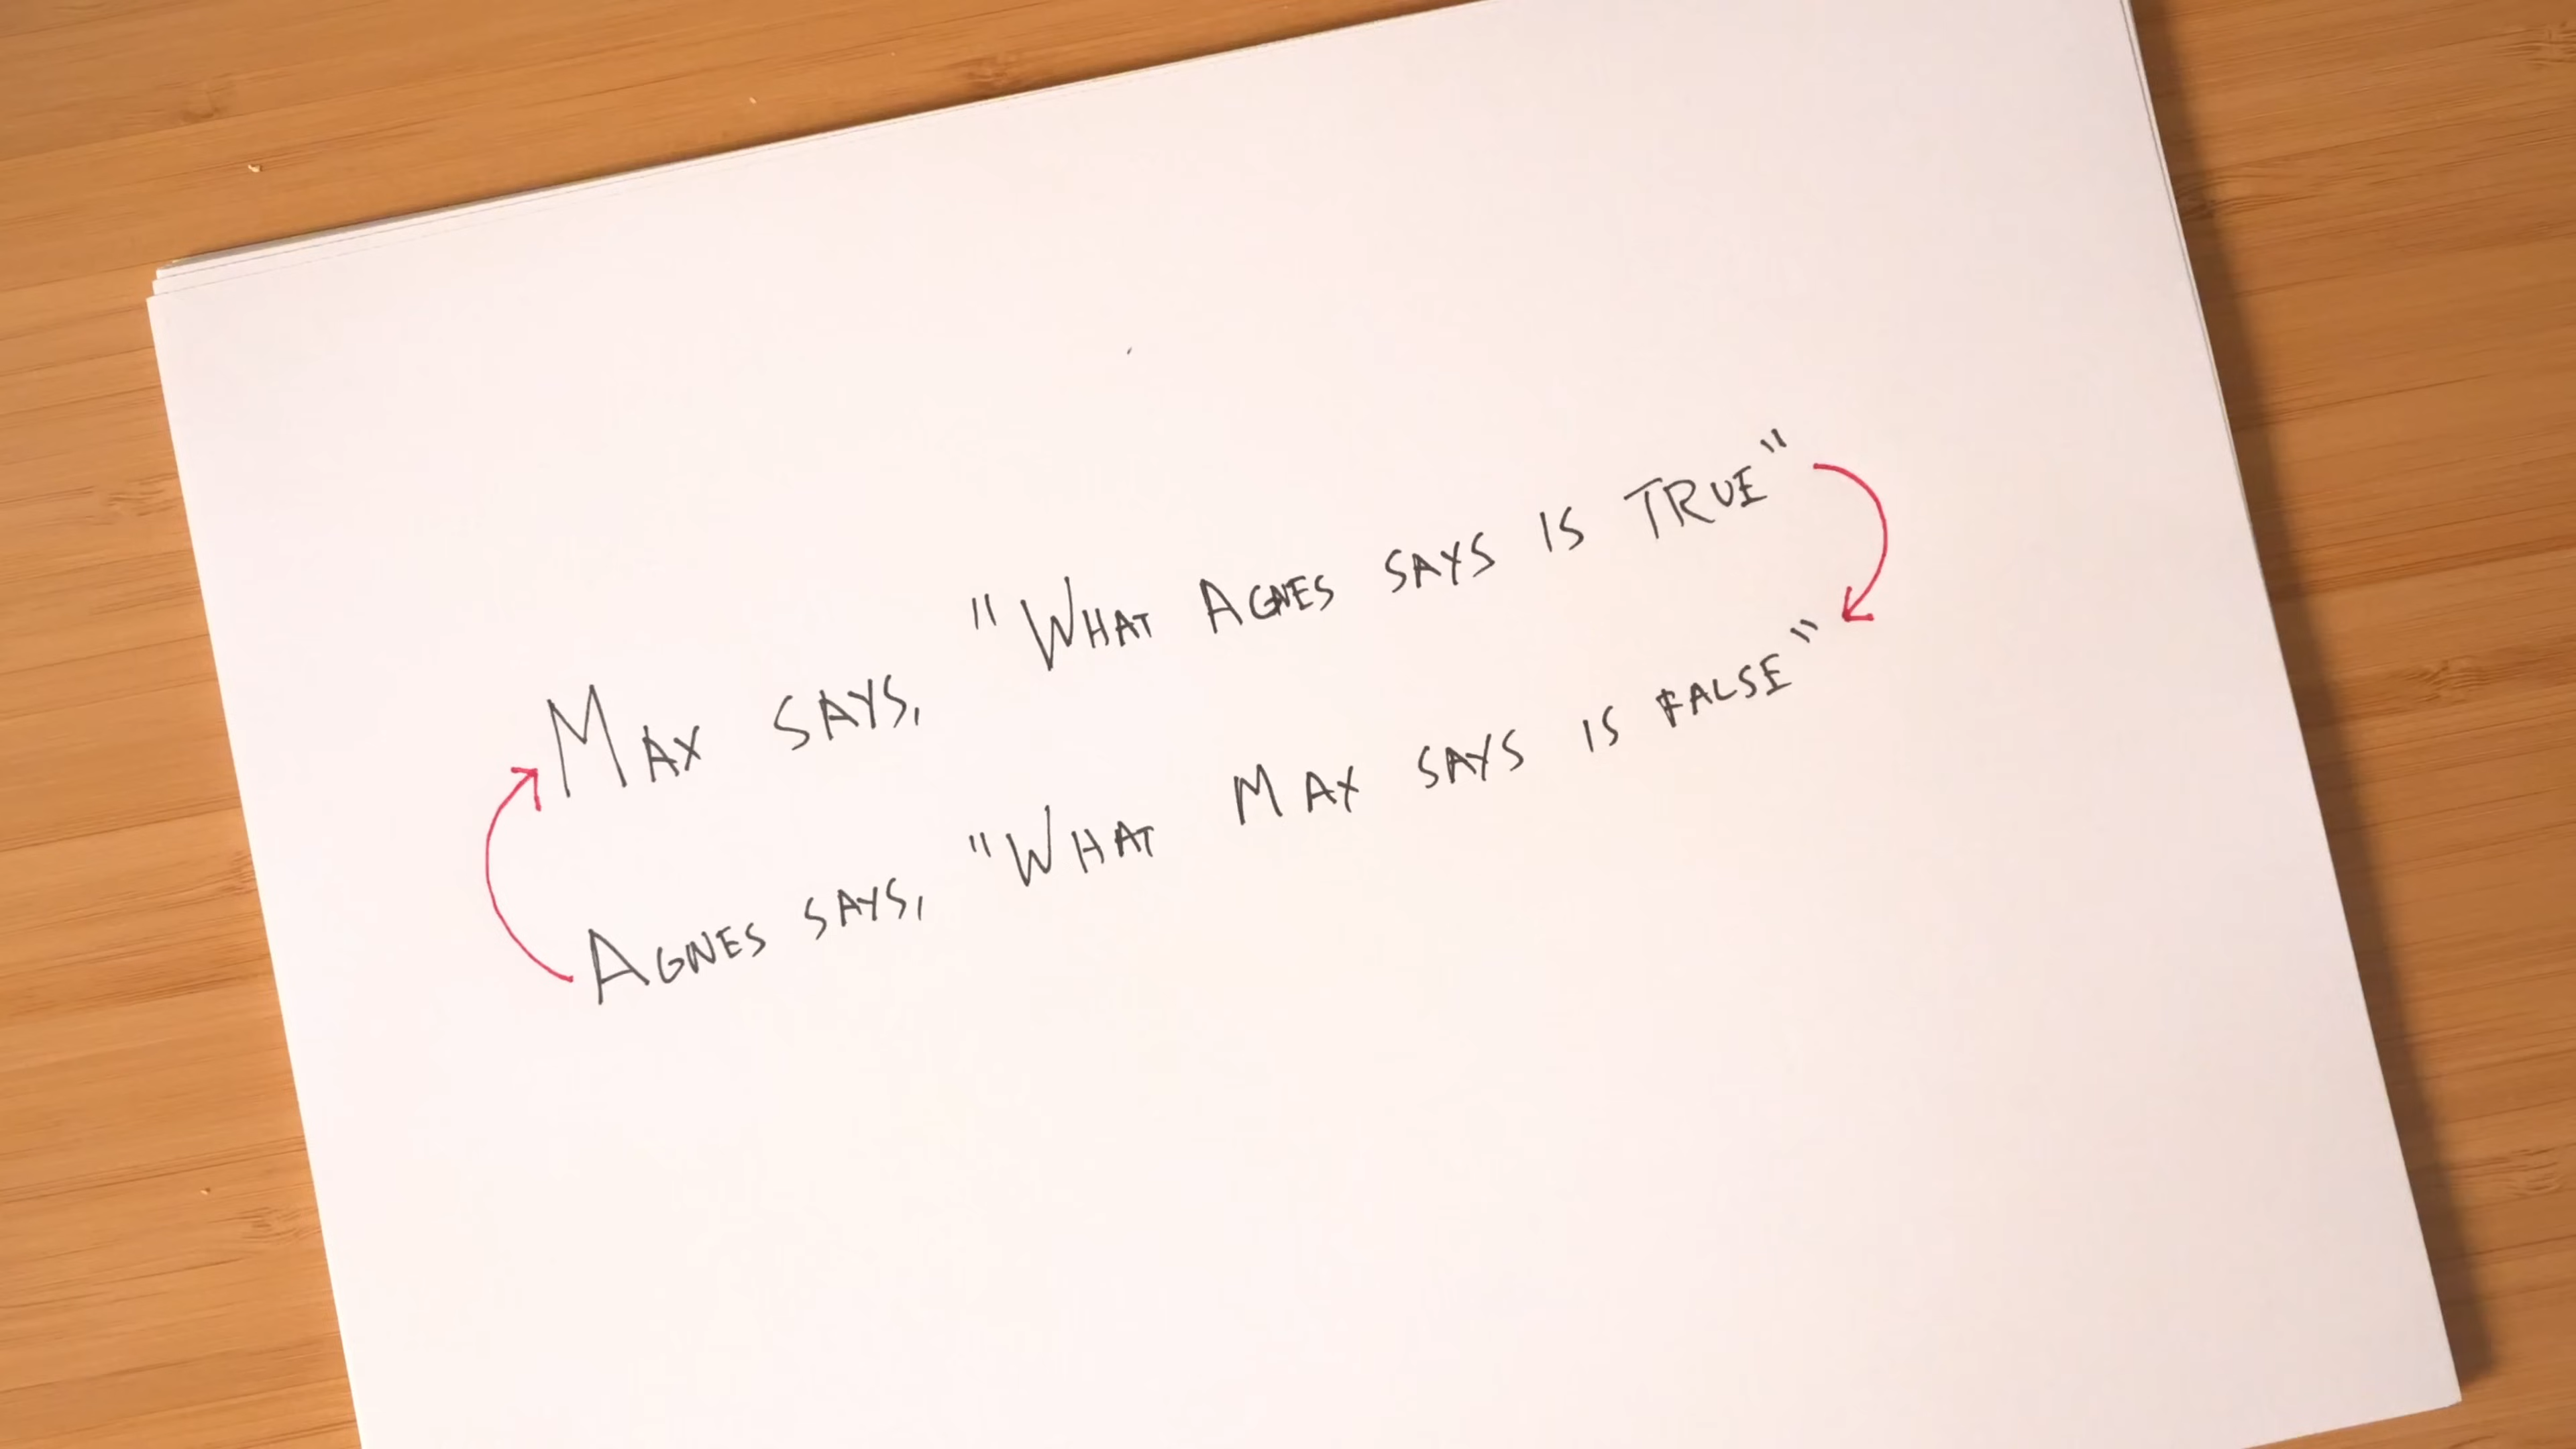 Max says, "What Agnes says is true"
Agnes says, "What Max says is false"